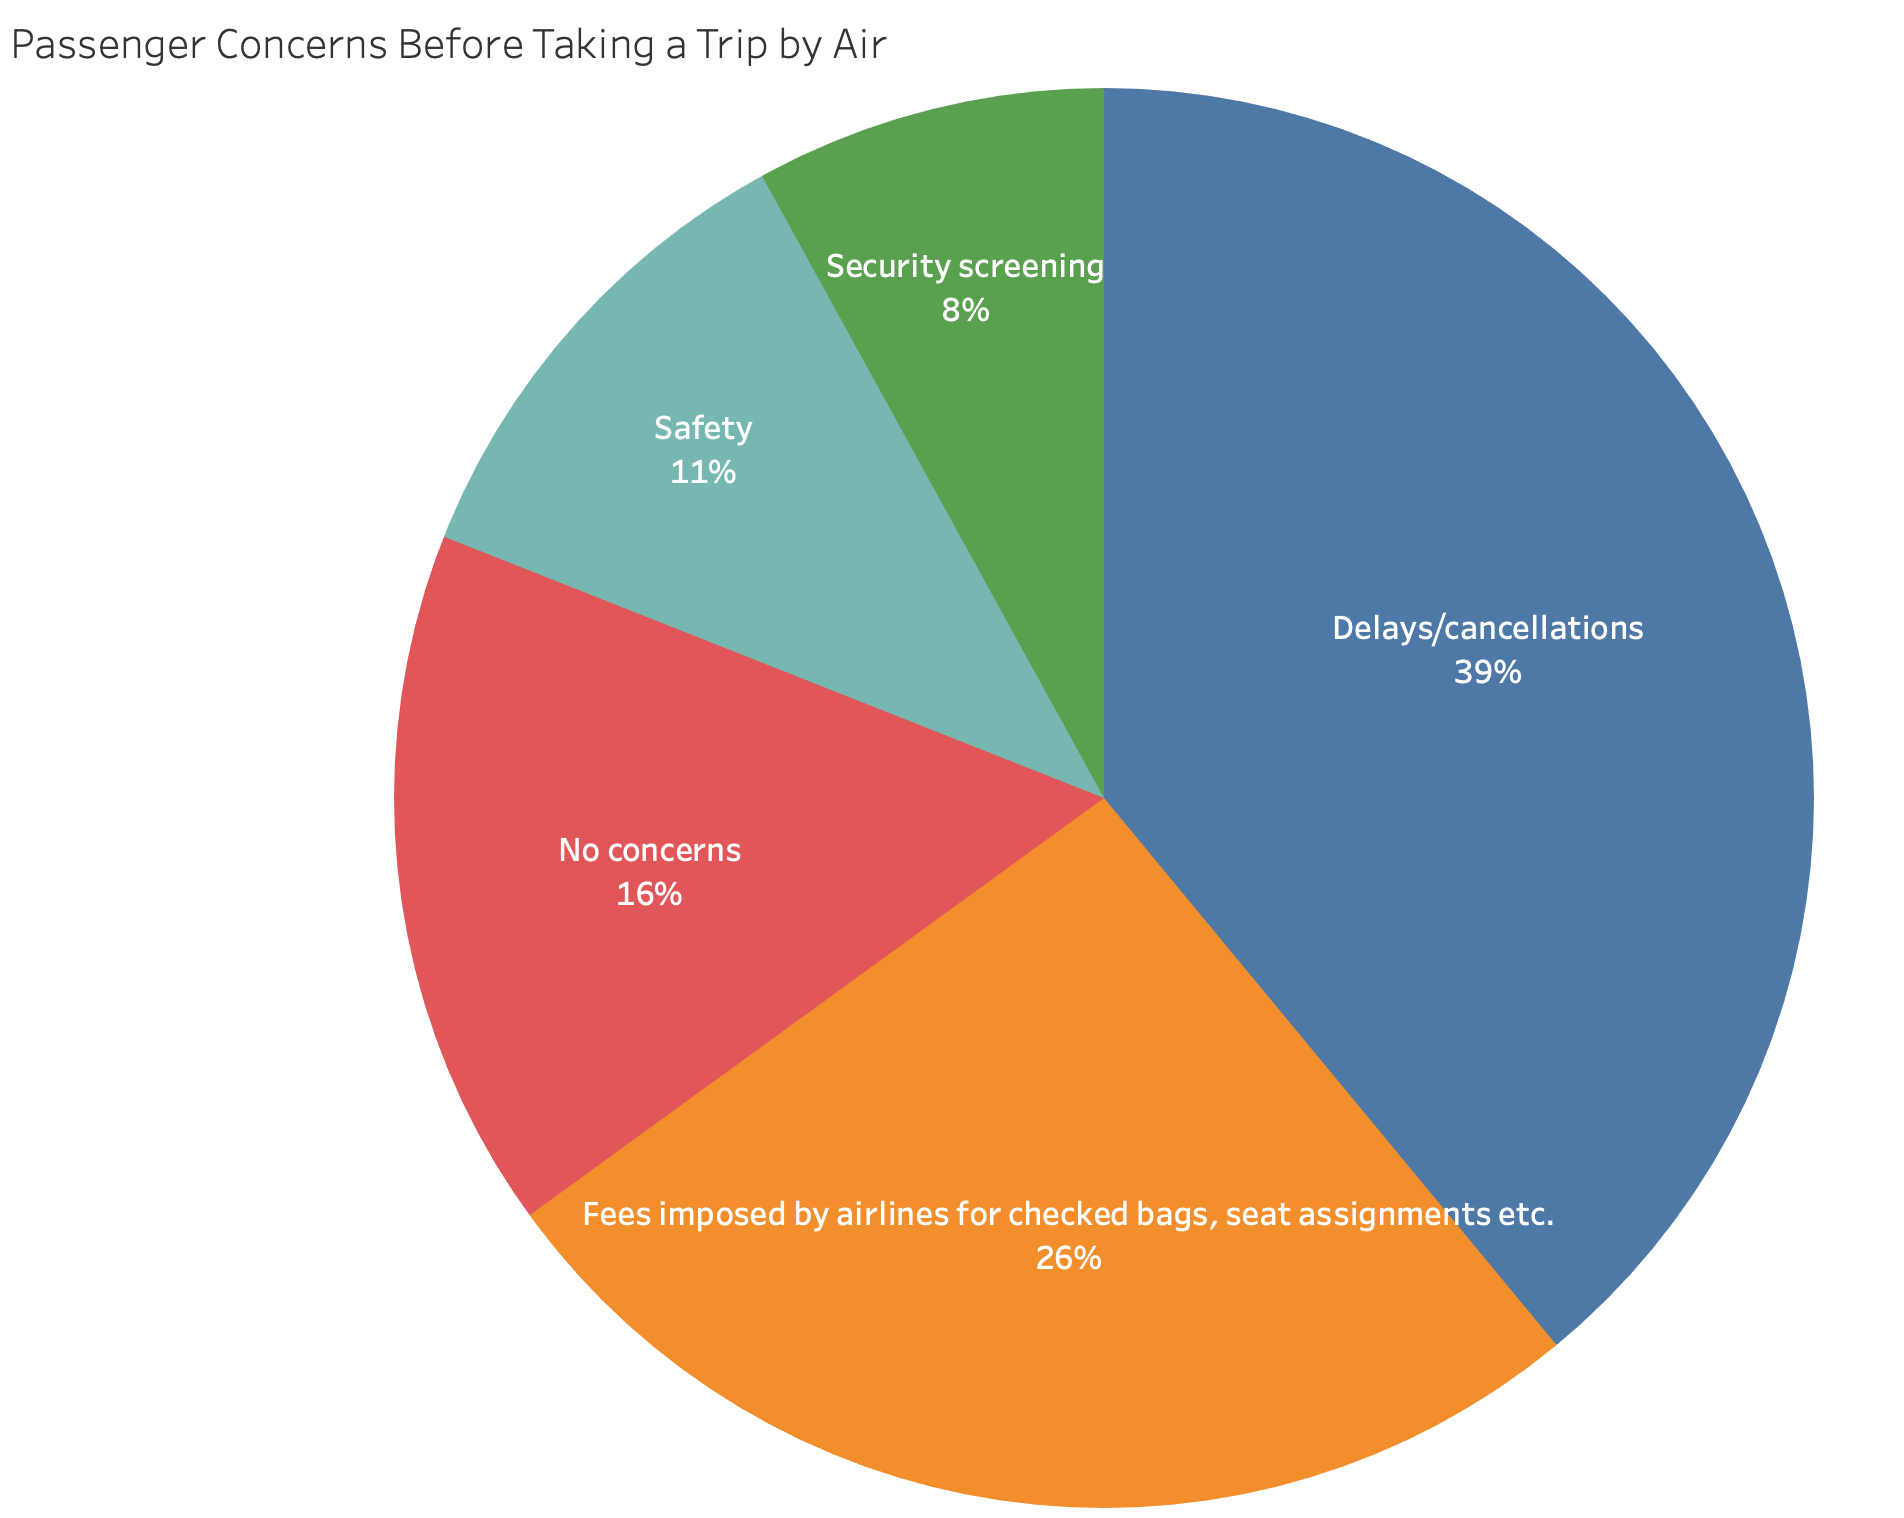 Passenger Concerns Before Taking a Trip by Air
Security screening
8%
Safety
11%
Delays/cancellations
39%
No concerns
16%
Fees imposed by airlines for checked bags, seat assignments etc.
26%